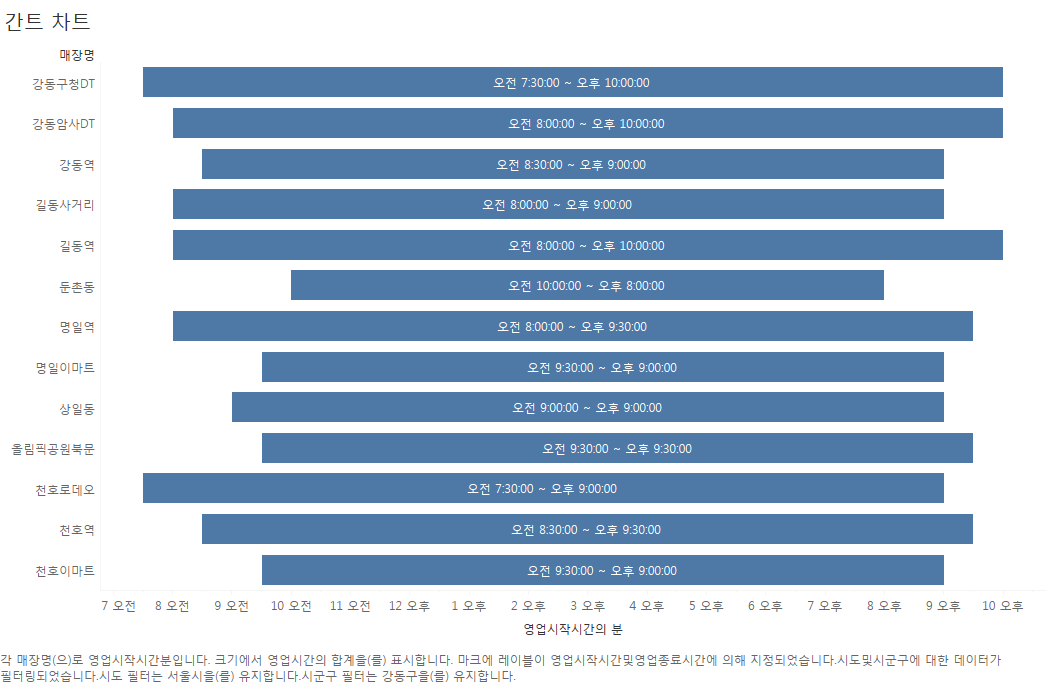 간트 차트
매장명
강동구청DT 오전 7:30:00 ~ 오후 10:00:00
강동암사DT 오전 8:00:00 ~ 오후 10:00:00
강동역 오전 8:30:00 ~ 오후 9:00:00
길동사거리 오전 8:00:00 ~ 오후 9:00:00
길동역 오전 8:00:00 ~ 오후 10:00:00
둔촌동 오전 10:00:00 ~ 오후 8:00:00
명일역 오전 8:00:00 ~ 오후 9:30:00
명일이마트 오전 9:30:00 ~ 오후 9:00:00
상일동 오전 9:00:00 ~ 오후 9:00:00
올림픽공원북문 오전 9:30:00 ~ 오후 9:30:00
천호로데오 오전 7:30:00 ~ 오후 9:00:00
천호역 오전 8:30:00 ~ 오후 9:30:00
천호이마트 오전 9:30:00 ~ 오후 9:00:00
7 오전 8 오전 9 오전 10 오전 11 오전 12 오후 1 오후 2 오후 3 오후 4 오후 5 오후 6 오후 7 오후 8 오후 9 오후 10 오후
영업시작시간의 분
각 매장명(으)로 영업시작시간분입니다. 크기에서 영업시간의 합계을(를) 표시합니다. 마크에 레이블이 영업시작시간및영업종료시간에 의해 지정되었습니다.시도및시군구에 대한 데이터가
필터링되었습니다.시도 필터는 서울시을(를) 유지합니다.시군구 필터는 강동구을(를) 유지합니다.